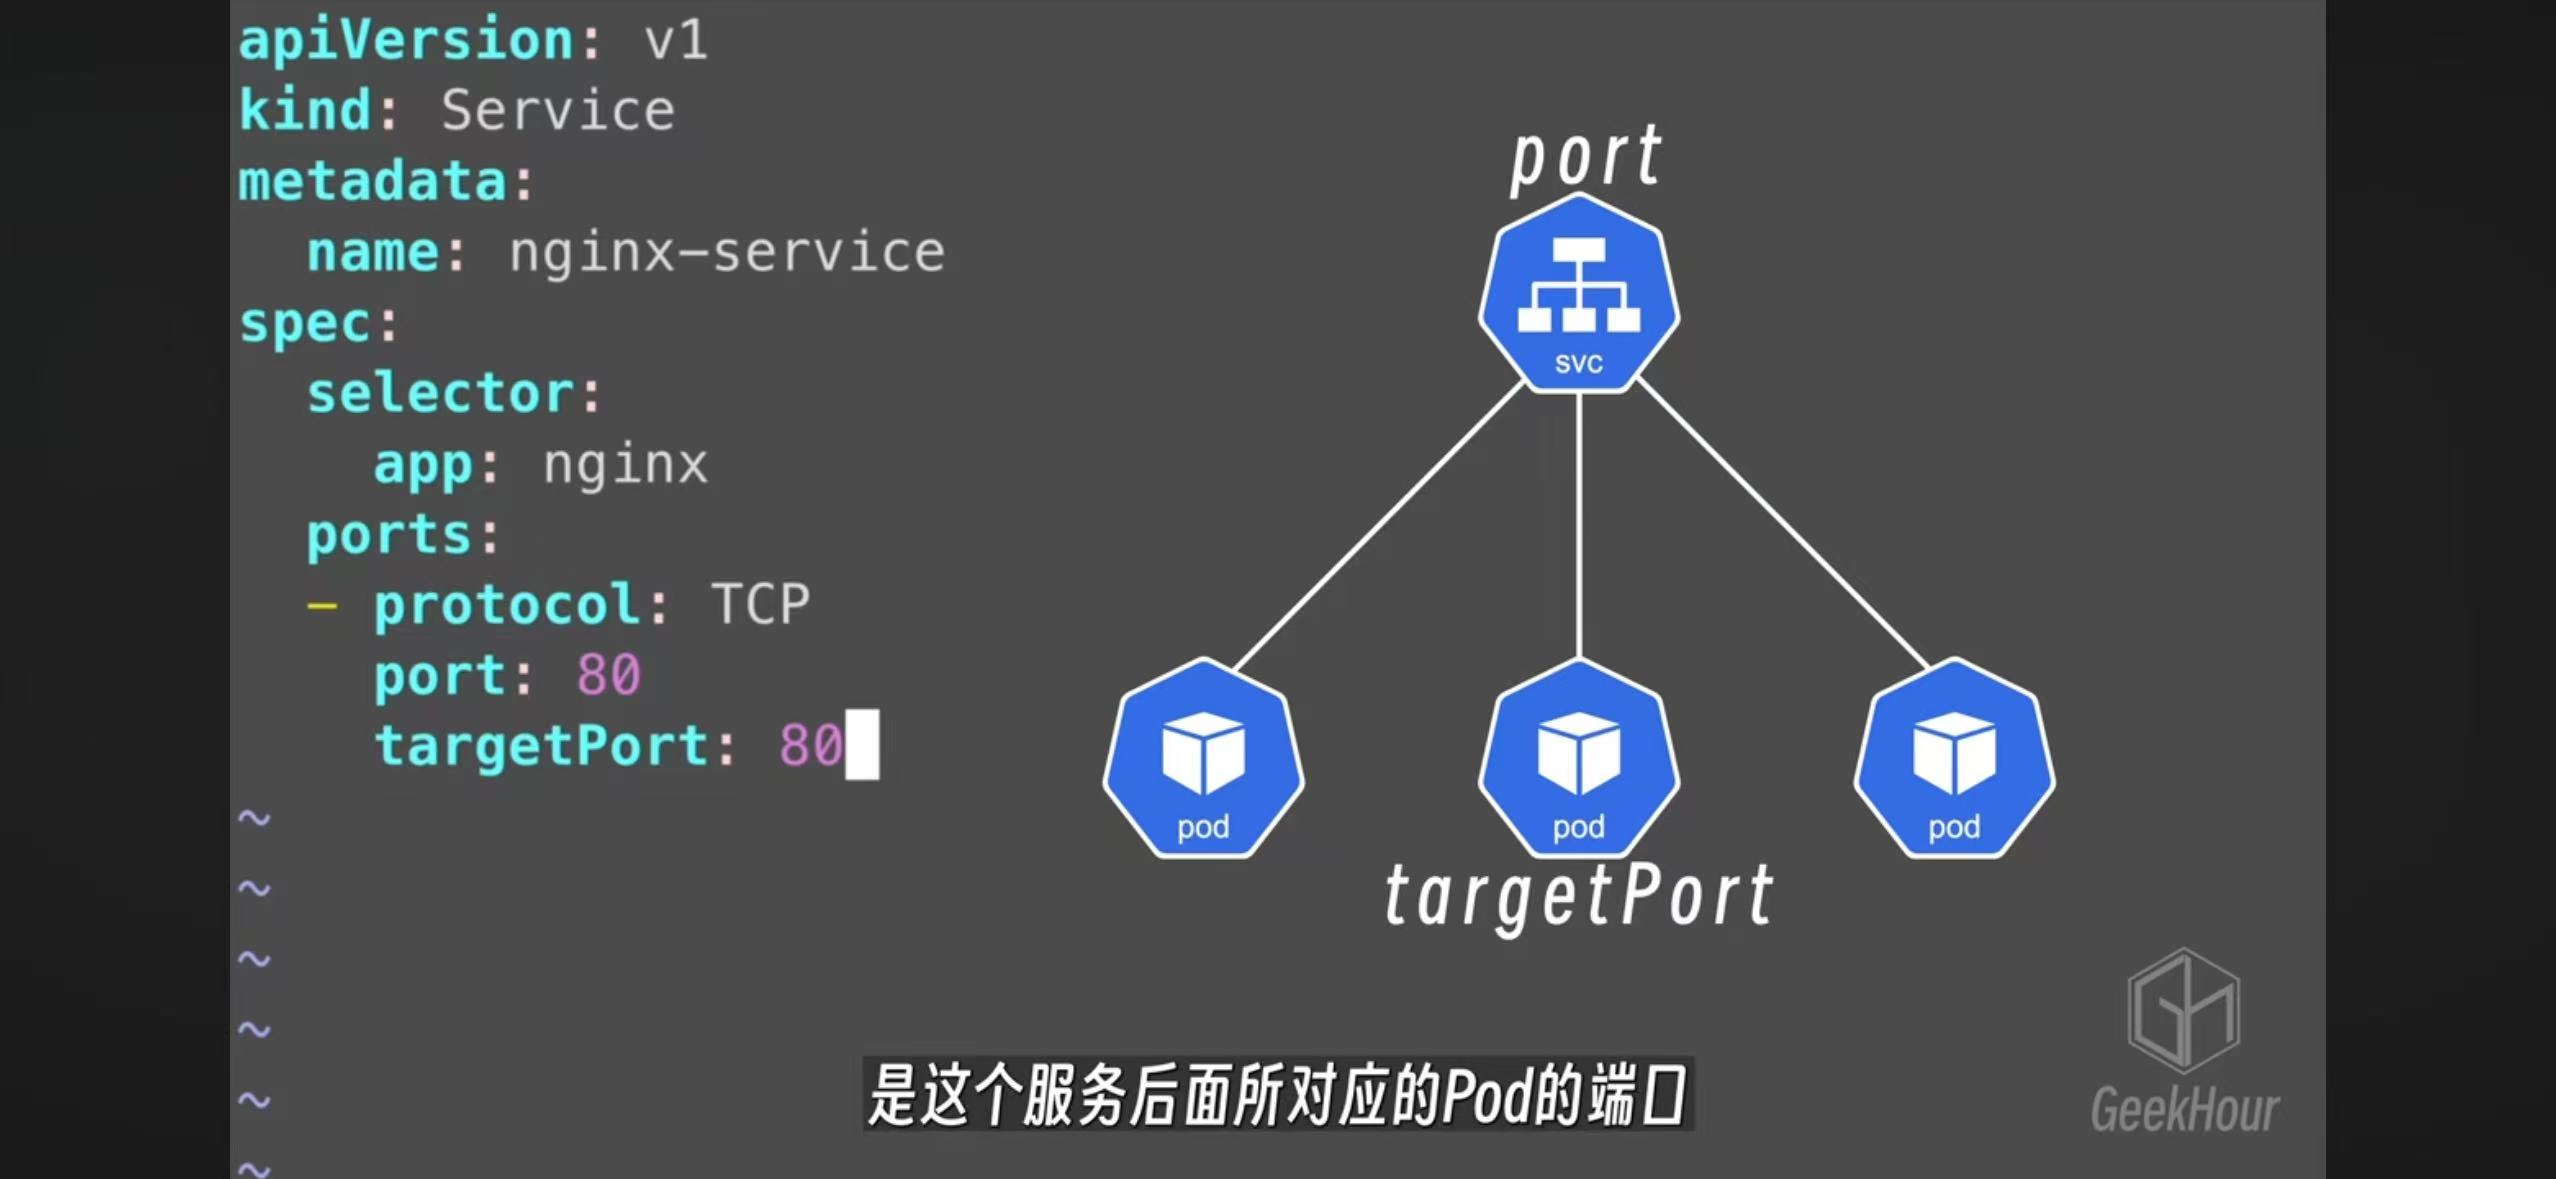 apiVersion: v1
kind: Service
metadata:
  name: nginx-service
spec:
  selector:
    app: nginx
  ports:
  - protocol: TCP
    port: 80
    targetPort: 80
~
~
~
~
~
~
port
svc
pod
pod
pod
targetPort
是这个服务后面所对应的Pod的端口
GeekHour